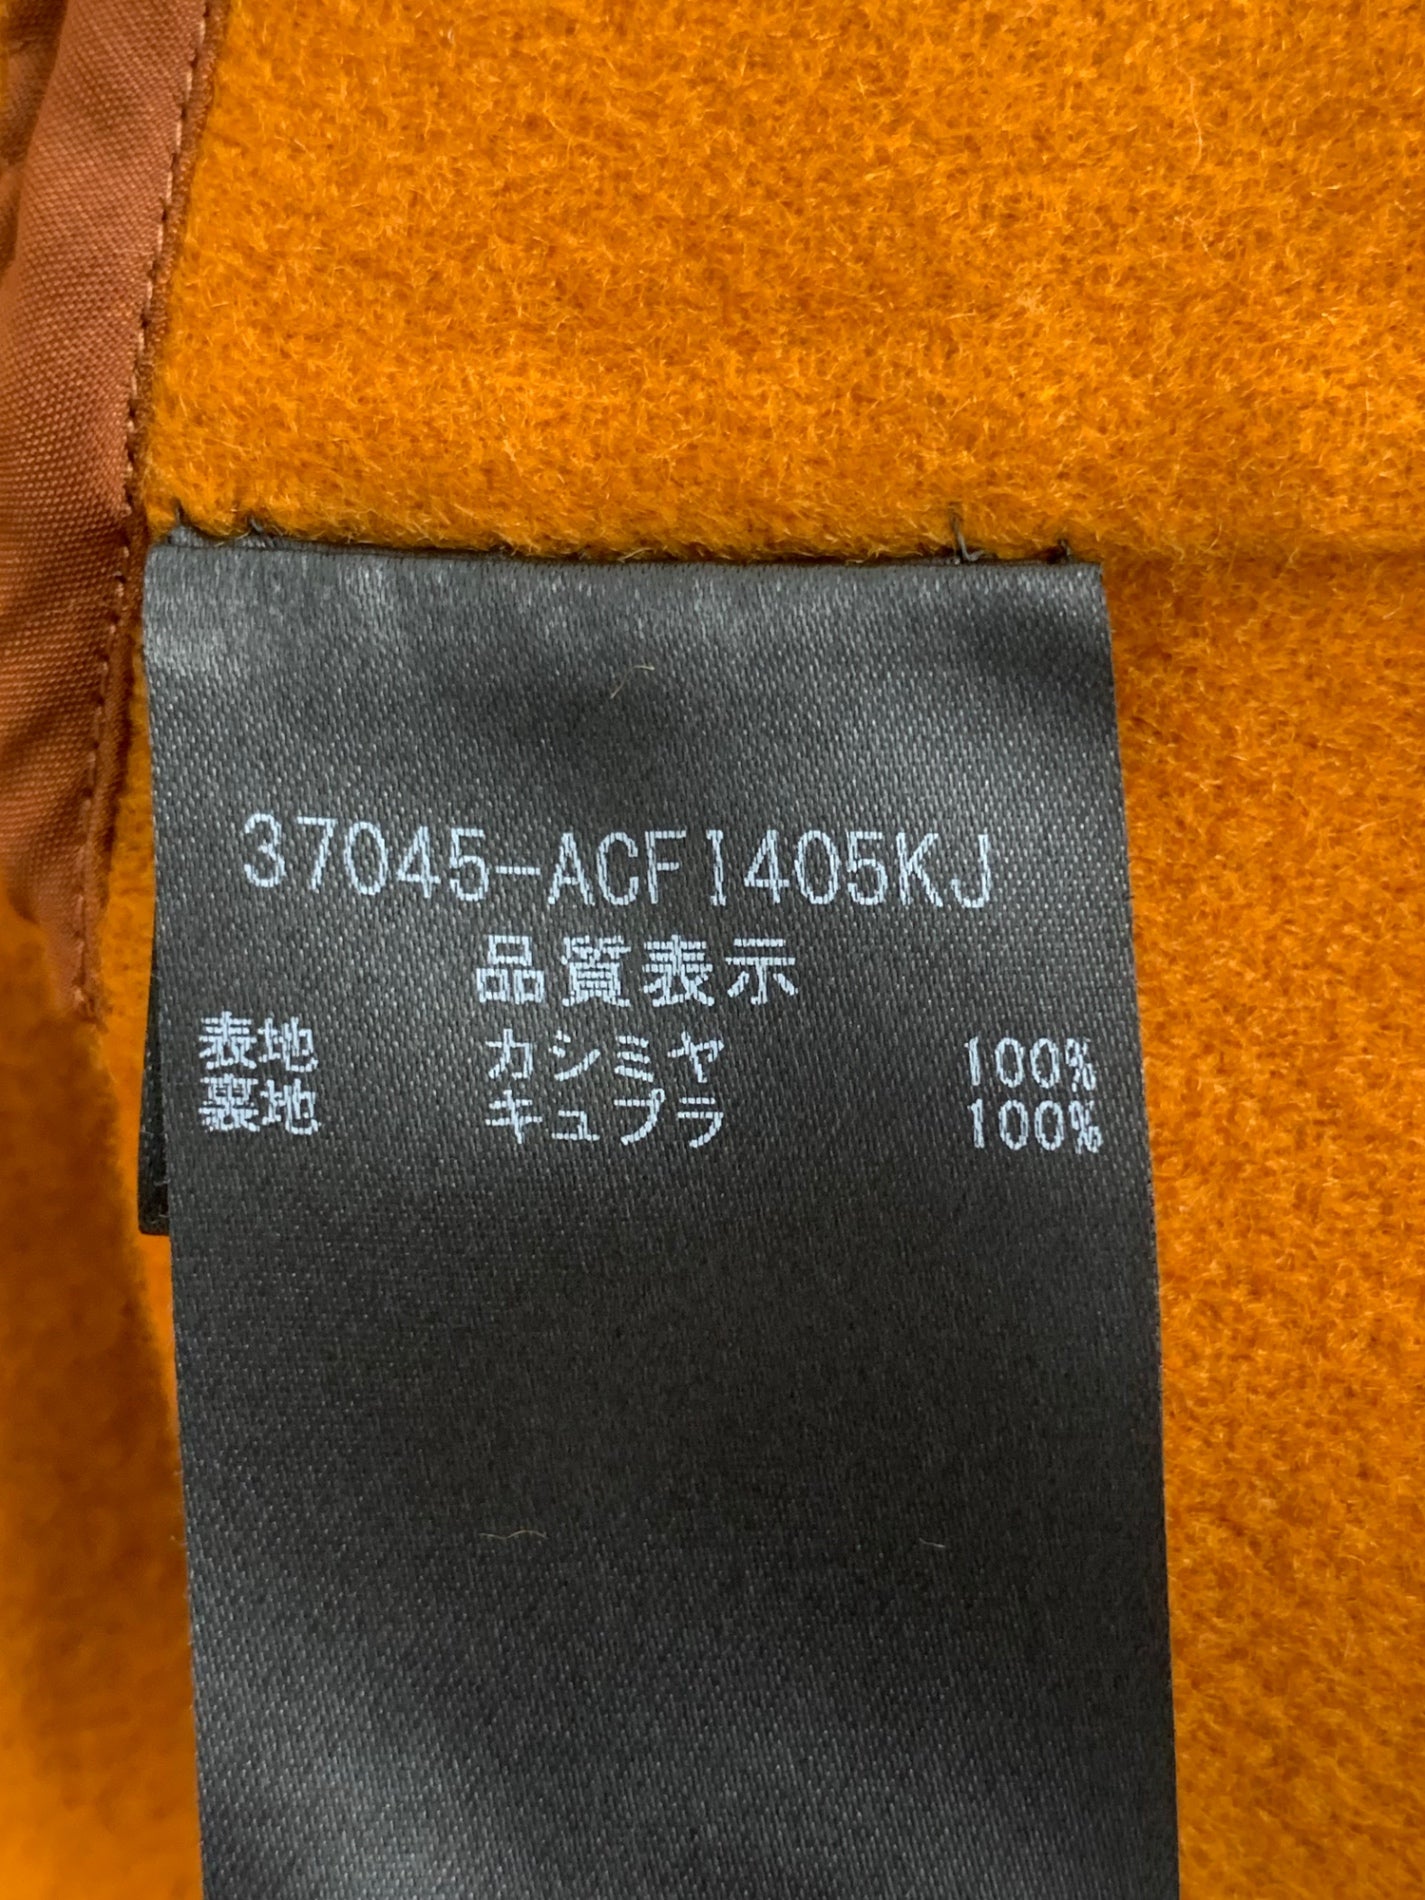 37045-ACF1405KJ
品質表示
表地 カシミヤ 100%
裏地 キュプラ 100%